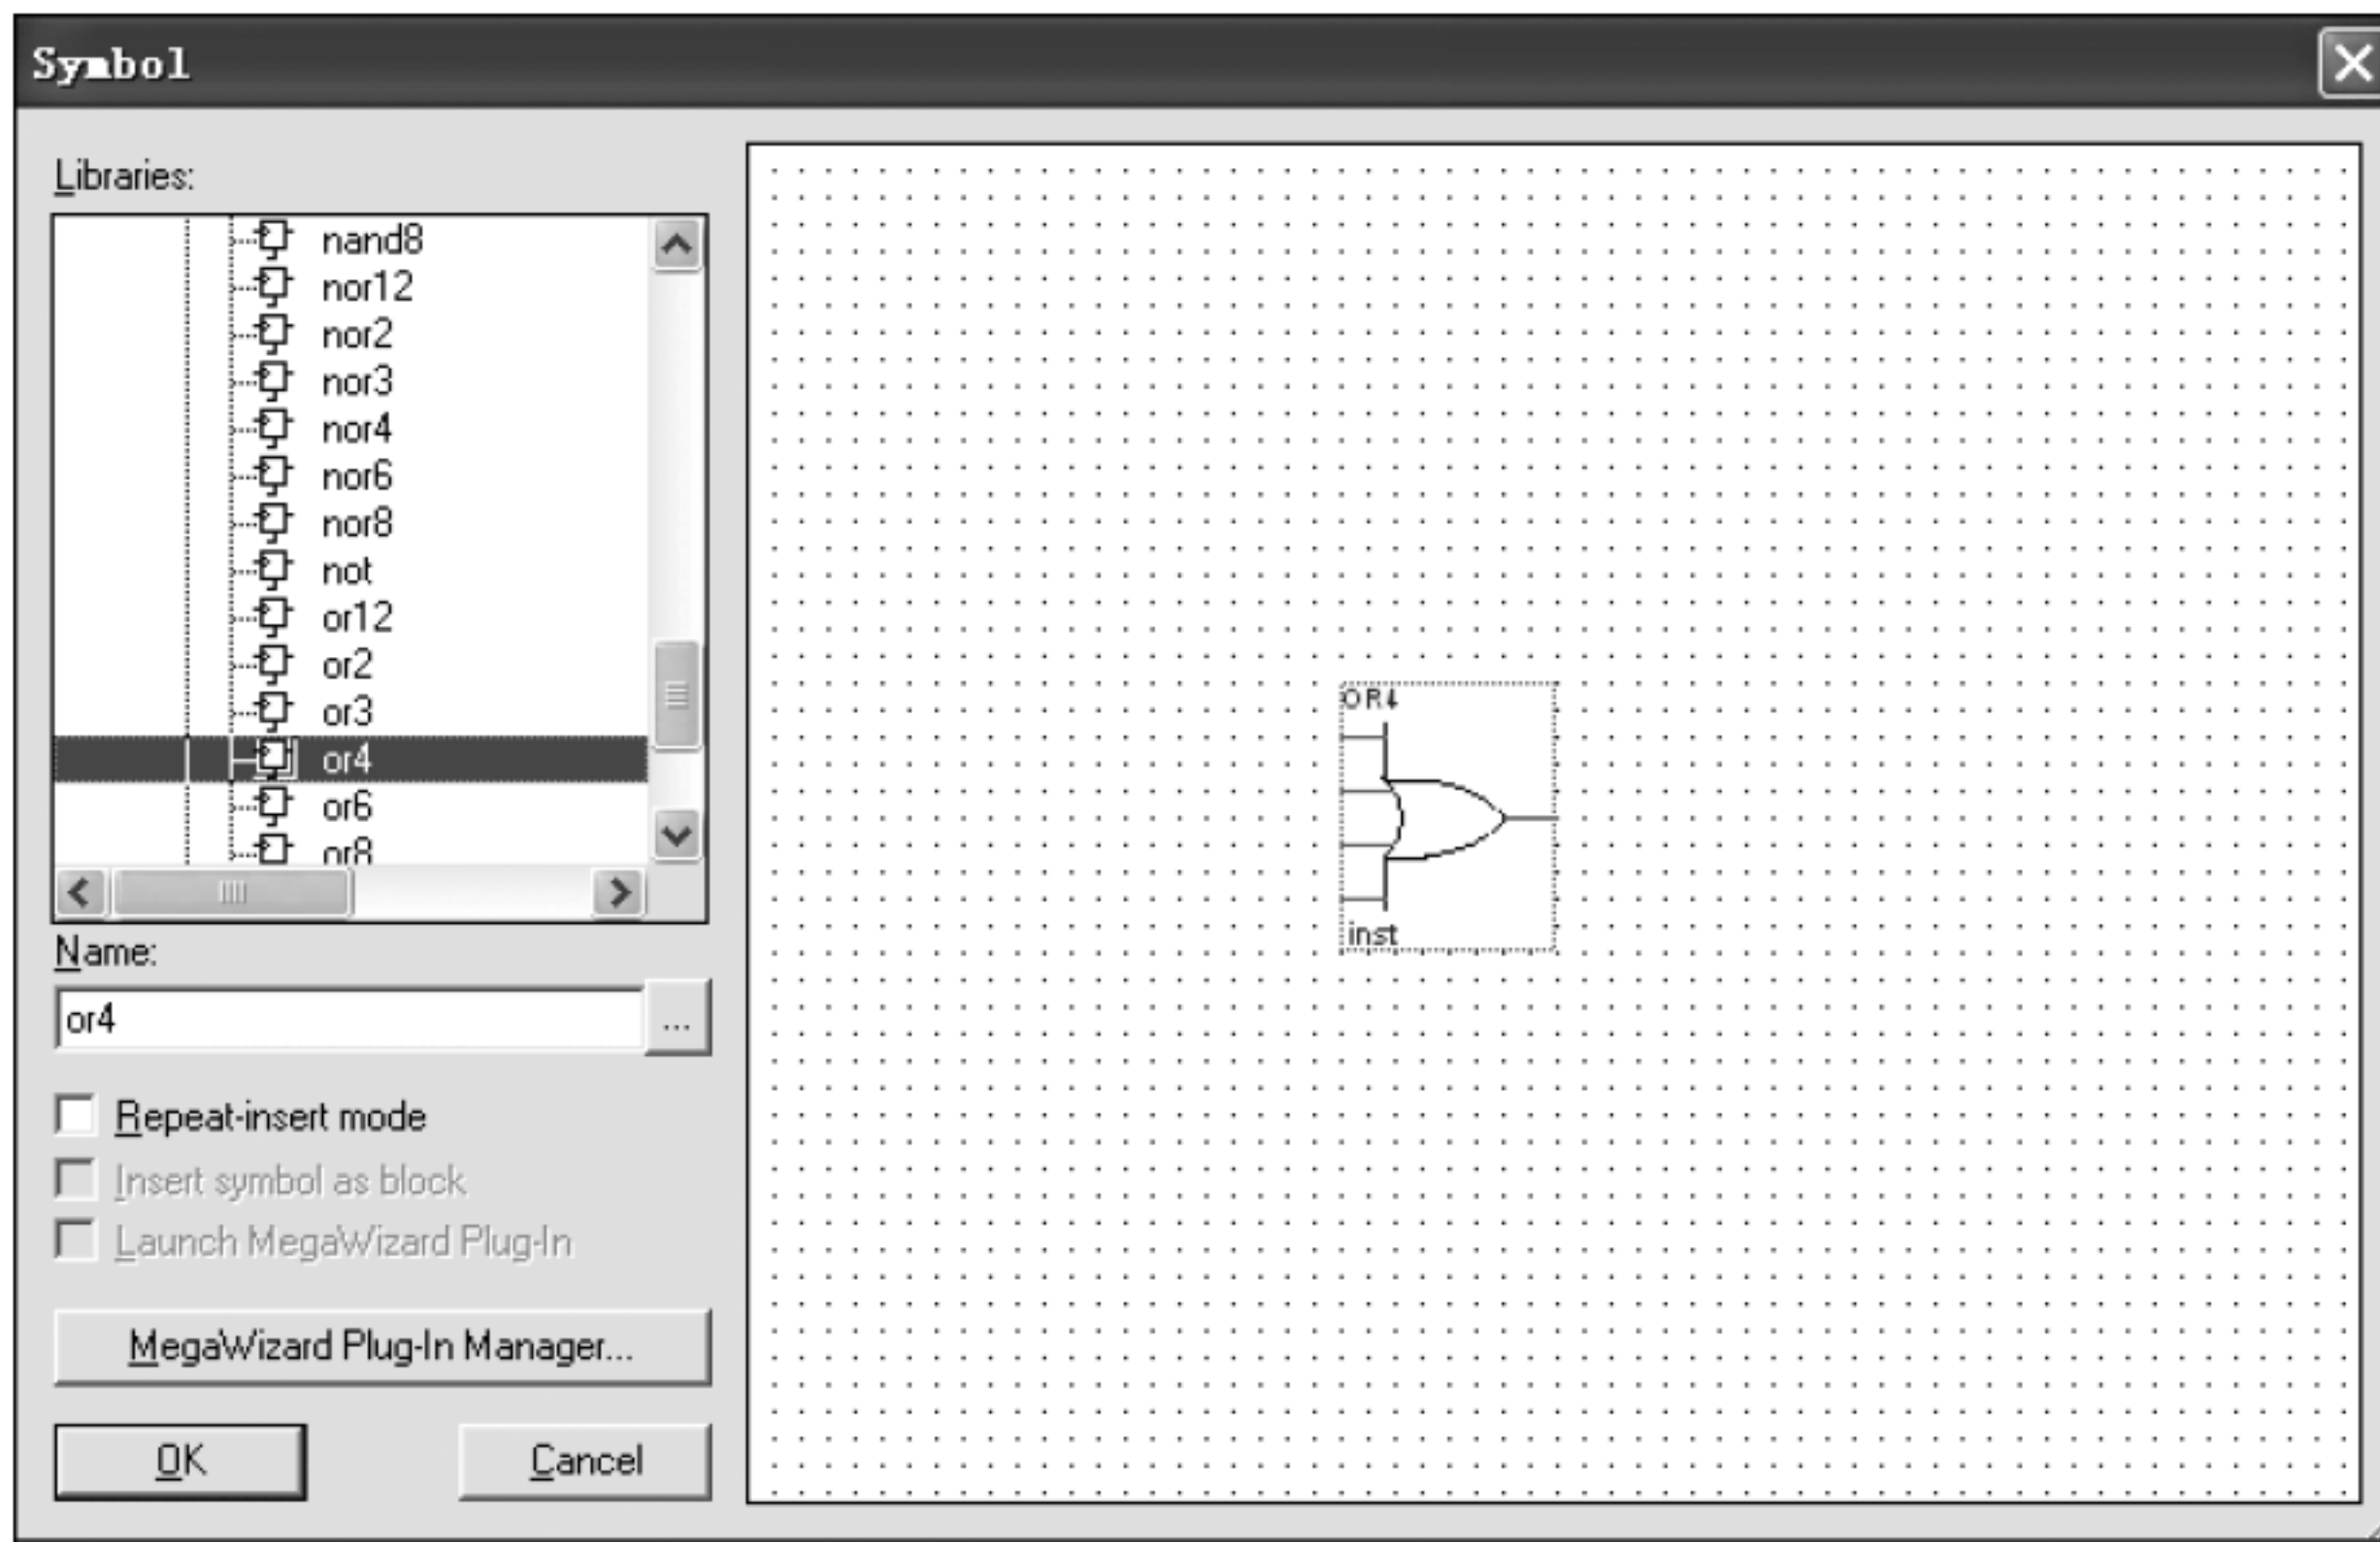 Symbol
Libraries:
nand8
nor12
nor2
nor3
nor4
nor6
nor8
not
or12
or2
or3
or4
or6
or8
Name:
or4
...
Repeat-insert mode
Insert symbol as block
Launch MegaWizard Plug-In
MegaWizard Plug-In Manager...
OK
Cancel
OR4
inst